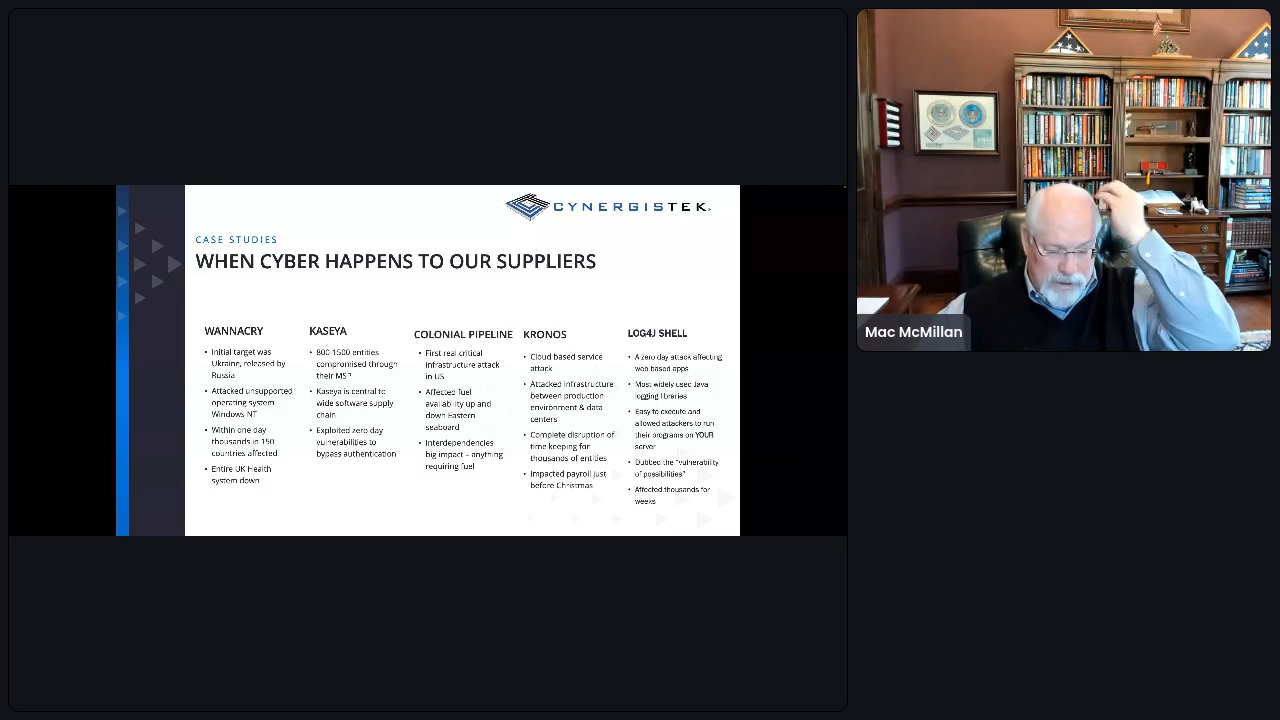 CYNERGISTEK
CASE STUDIES
WHEN CYBER HAPPENS TO OUR SUPPLIERS
WANNACRY
• Initial target was
Ukraine, released by
Russia
• Attacked unsupported
operating system
Windows NT
• Within one day
thousands in 150
countries affected
• Entire UK Health
system down
KASEYA
• 800-1500 entities
compromised through
their MSP
• Kaseya is central to
wide software supply
chain
• Exploited zero day
vulnerabilities to
bypass authentication
COLONIAL PIPELINE
• First real critical
infrastructure attack
in US
• Affected fuel
availability up and
down Eastern
seaboard
• Interdependencies
big impact – anything
requiring fuel
KRONOS
• Cloud based service
attack
• Attacked infrastructure
between production
environment & data
centers
• Complete disruption of
time keeping for
thousands of entities
• Impacted payroll just
before Christmas
LOG4J SHELL
• A zero day attack affecting
web based apps
• Most widely used Java
logging libraries
• Easy to execute and
allowed attackers to run
their programs on YOUR
server
• Dubbed the "vulnerability
of possibilities"
• Affected thousands for
weeks
Mac McMillan